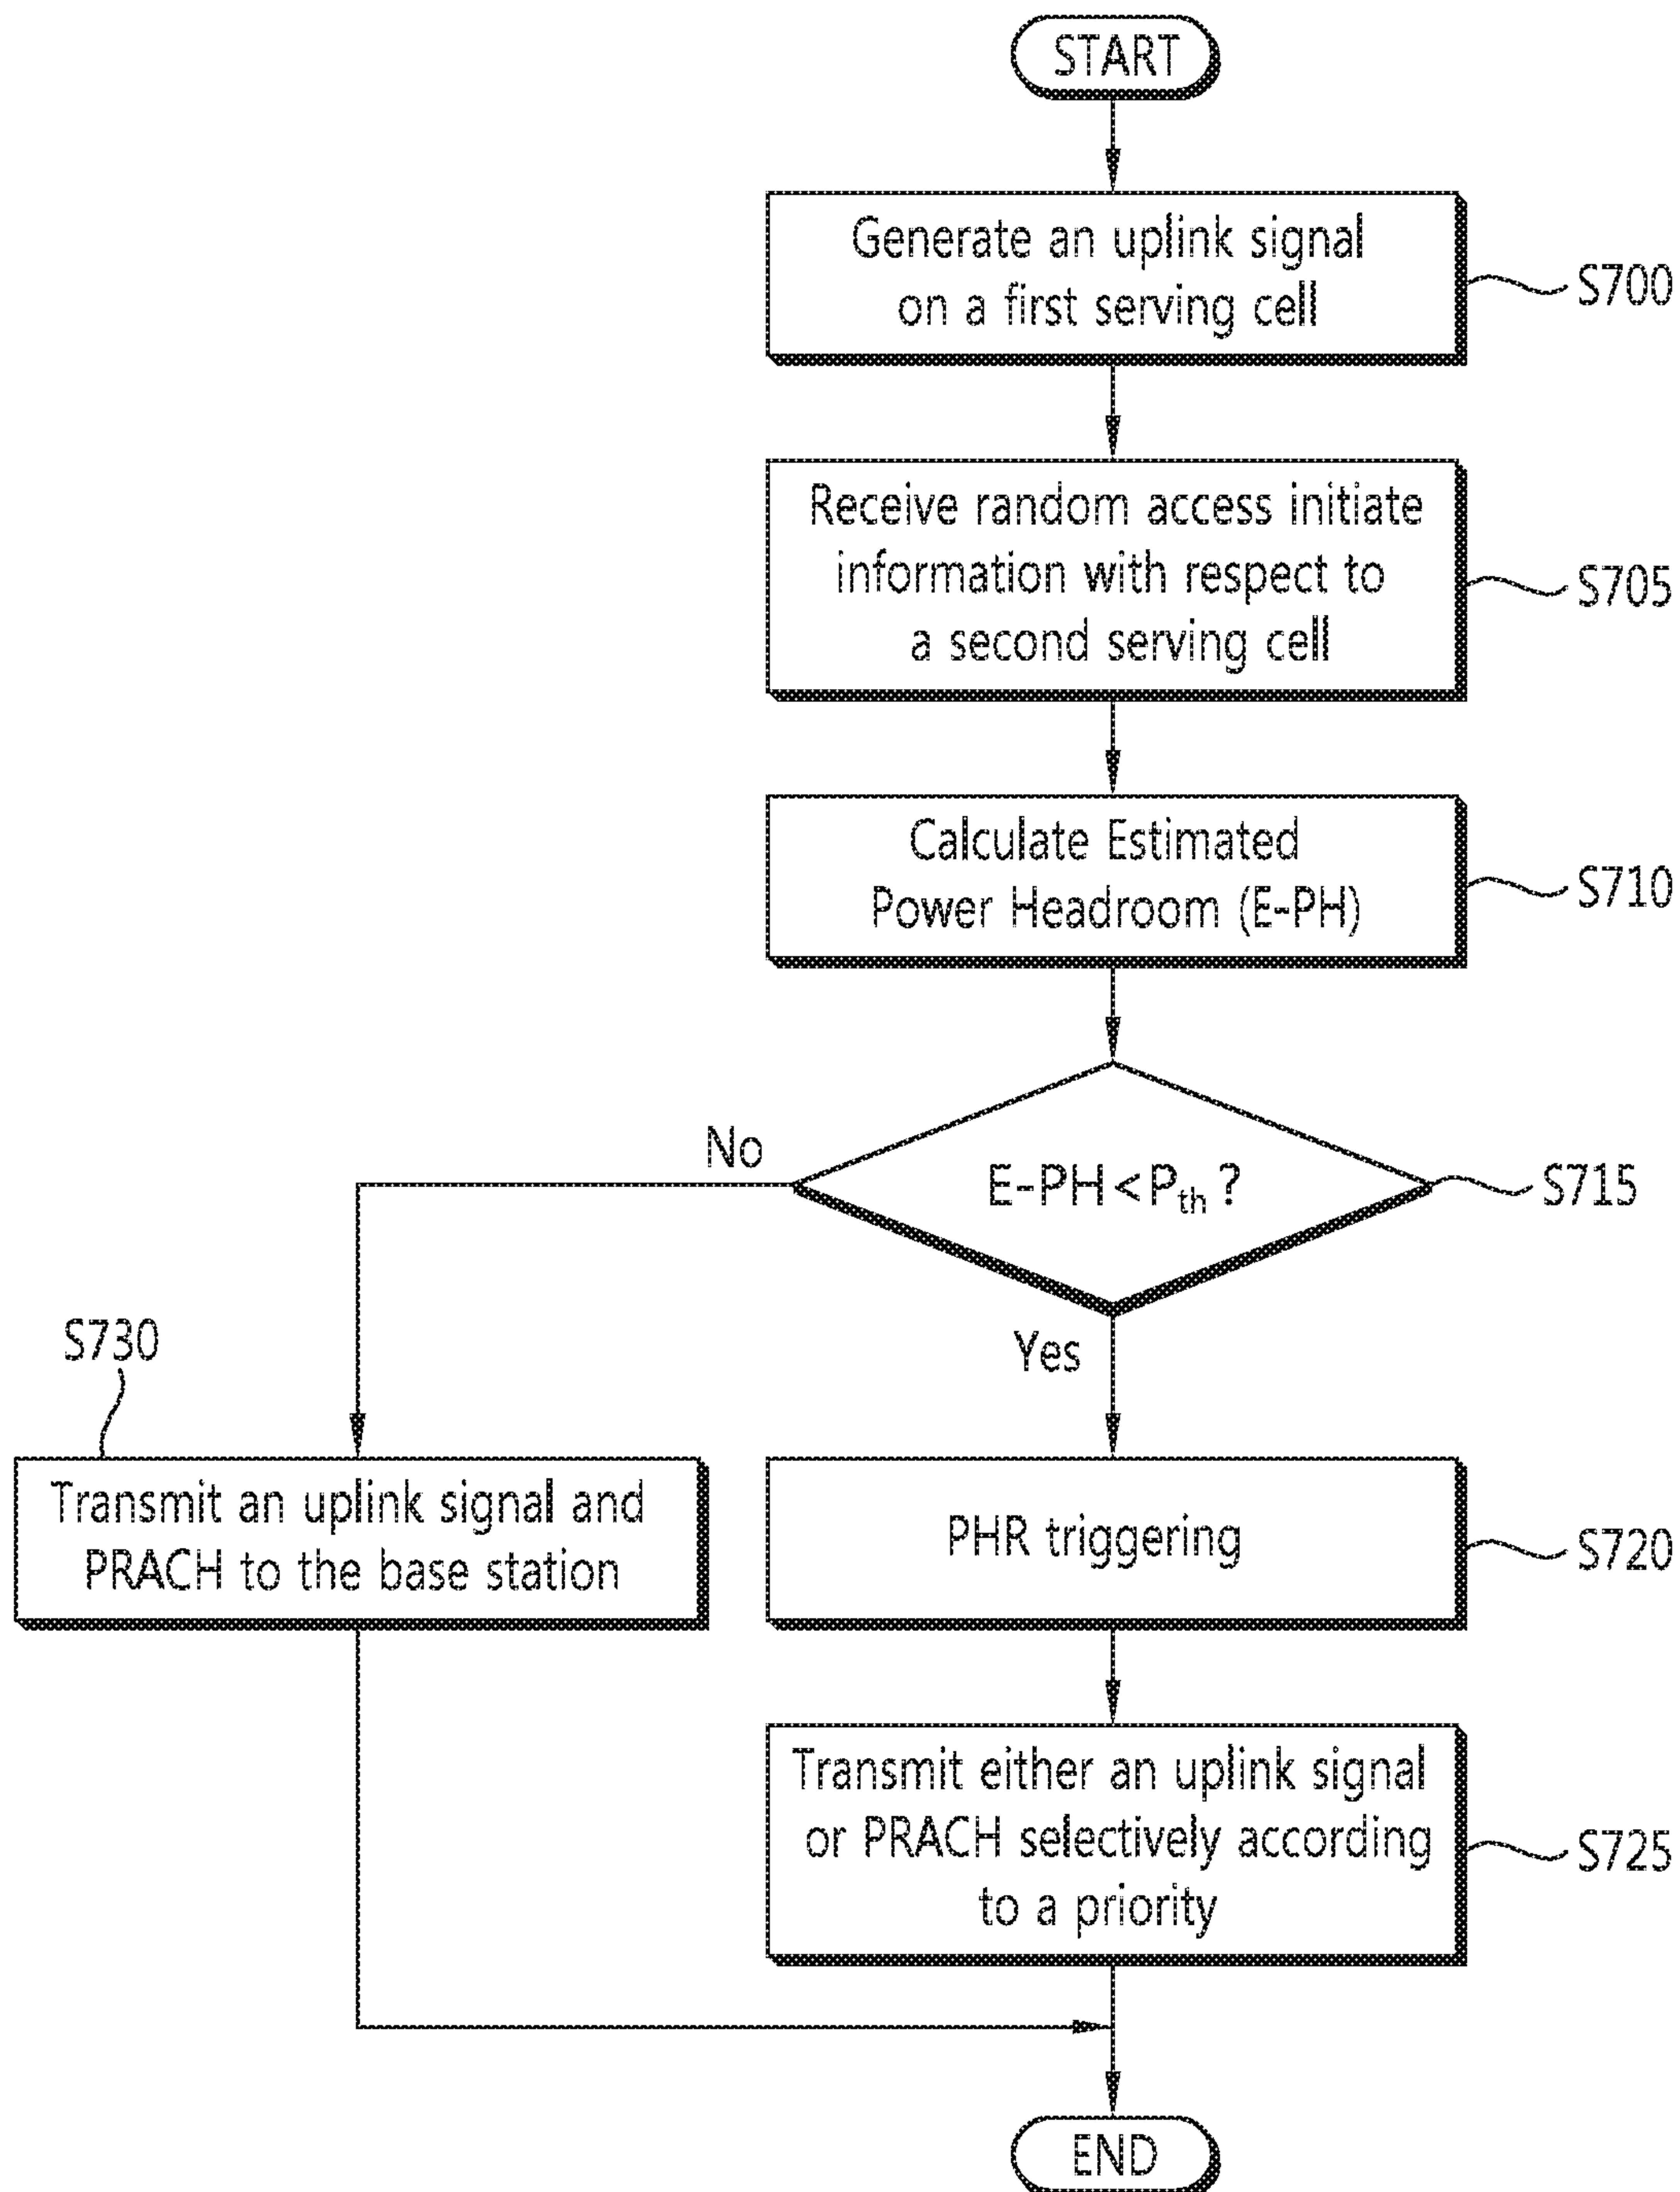 START
Generate an uplink signal
on a first serving cell
S700
Receive random access initiate
information with respect to
a second serving cell
S705
Calculate Estimated
Power Headroom (E-PH)
S710
No
E-PH < Pth ?
S715
Yes
S730
Transmit an uplink signal and
PRACH to the base station
PHR triggering
S720
Transmit either an uplink signal
or PRACH selectively according
to a priority
S725
END